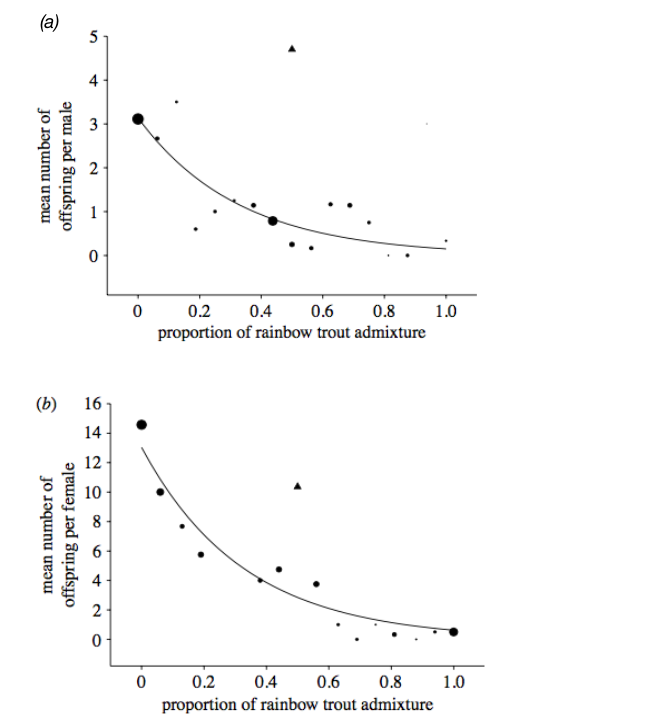 (a)
5
4
3
2
1
0
mean number of
offspring per male
0 0.2 0.4 0.6 0.8 1.0
proportion of rainbow trout admixture
(b)
16
14
12
10
8
6
4
2
0
mean number of
offspring per female
0 0.2 0.4 0.6 0.8 1.0
proportion of rainbow trout admixture